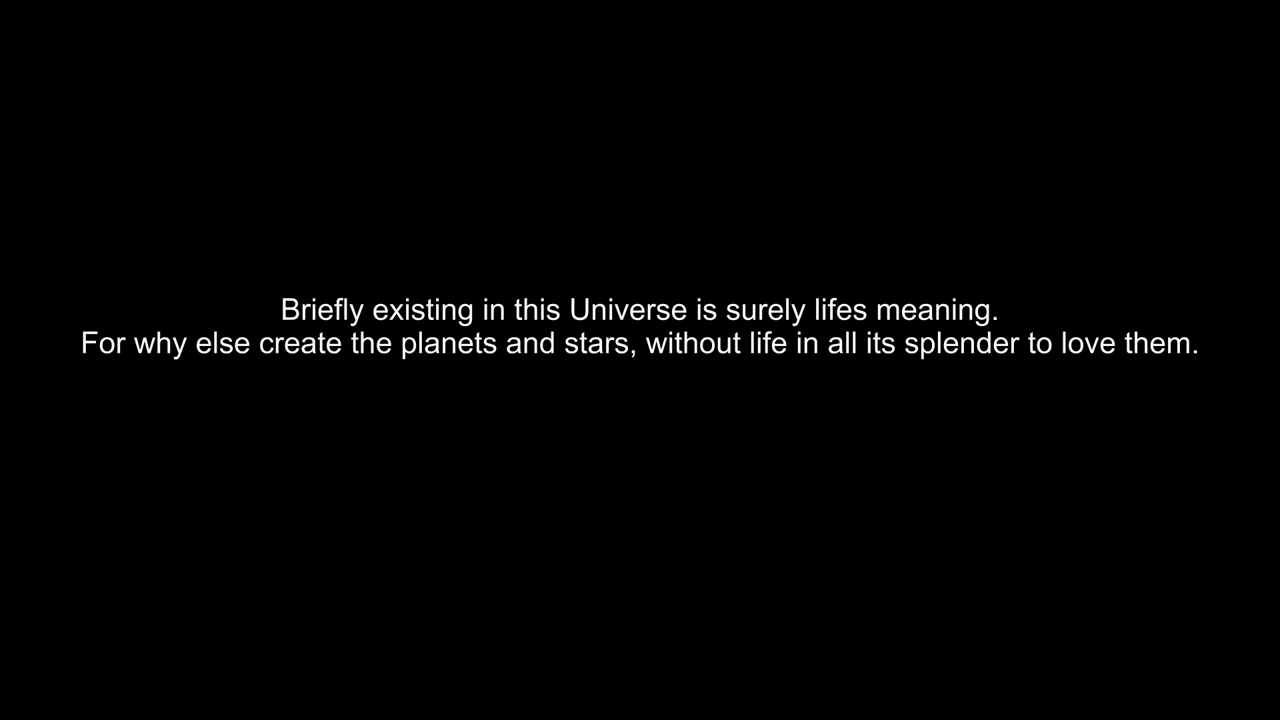 Briefly existing in this Universe is surely lifes meaning.
For why else create the planets and stars, without life in all its splender to love them.